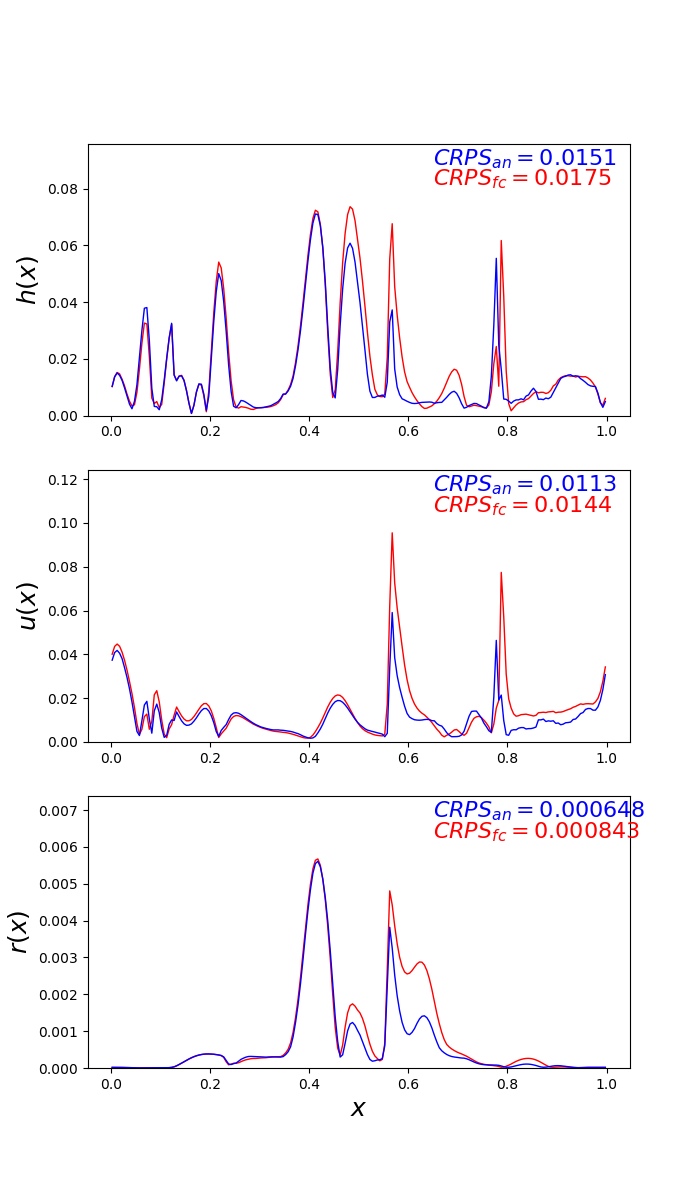 CRPS_an = 0.0151
CRPS_fc = 0.0175
h(x)
0.08
0.06
0.04
0.02
0.00
0.0 0.2 0.4 0.6 0.8 1.0
CRPS_an = 0.0113
CRPS_fc = 0.0144
u(x)
0.12
0.10
0.08
0.06
0.04
0.02
0.00
0.0 0.2 0.4 0.6 0.8 1.0
CRPS_an = 0.000648
CRPS_fc = 0.000843
r(x)
0.007
0.006
0.005
0.004
0.003
0.002
0.001
0.000
0.0 0.2 0.4 0.6 0.8 1.0
x